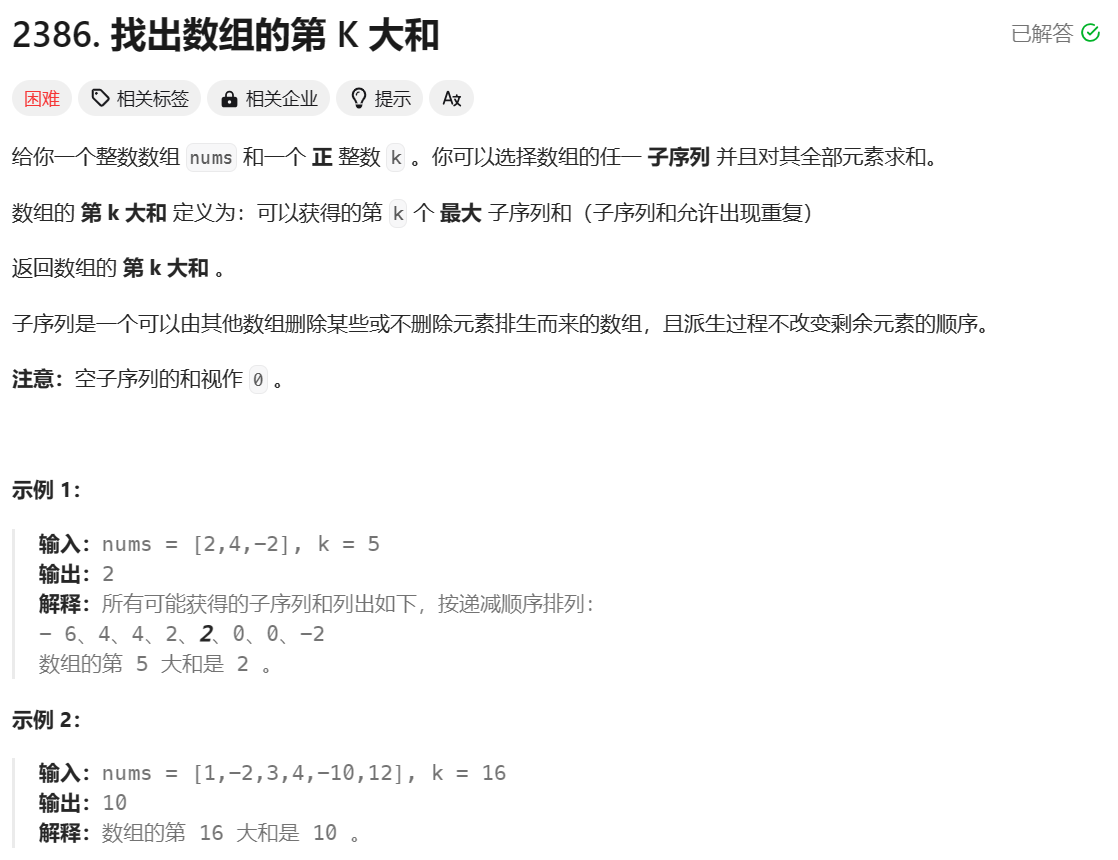 2386. 找出数组的第 K 大和
已解答
困难 相关标签 相关企业 提示 Aあ
给你一个整数数组 nums 和一个 正 整数 k 。你可以选择数组的任一 子序列 并且对其全部元素求和。
数组的 第 k 大和 定义为：可以获得的第 k 个 最大 子序列和（子序列和允许出现重复）
返回数组的 第 k 大和 。
子序列是一个可以由其他数组删除某些或不删除元素排生而来的数组，且派生过程不改变剩余元素的顺序。
注意：空子序列的和视作 0 。
示例 1：
输入：nums = [2,4,-2], k = 5
输出：2
解释：所有可能获得的子序列和列出如下，按递减顺序排列：
- 6、4、4、2、2、0、0、-2
数组的第 5 大和是 2 。
示例 2：
输入：nums = [1,-2,3,4,-10,12], k = 16
输出：10
解释：数组的第 16 大和是 10 。